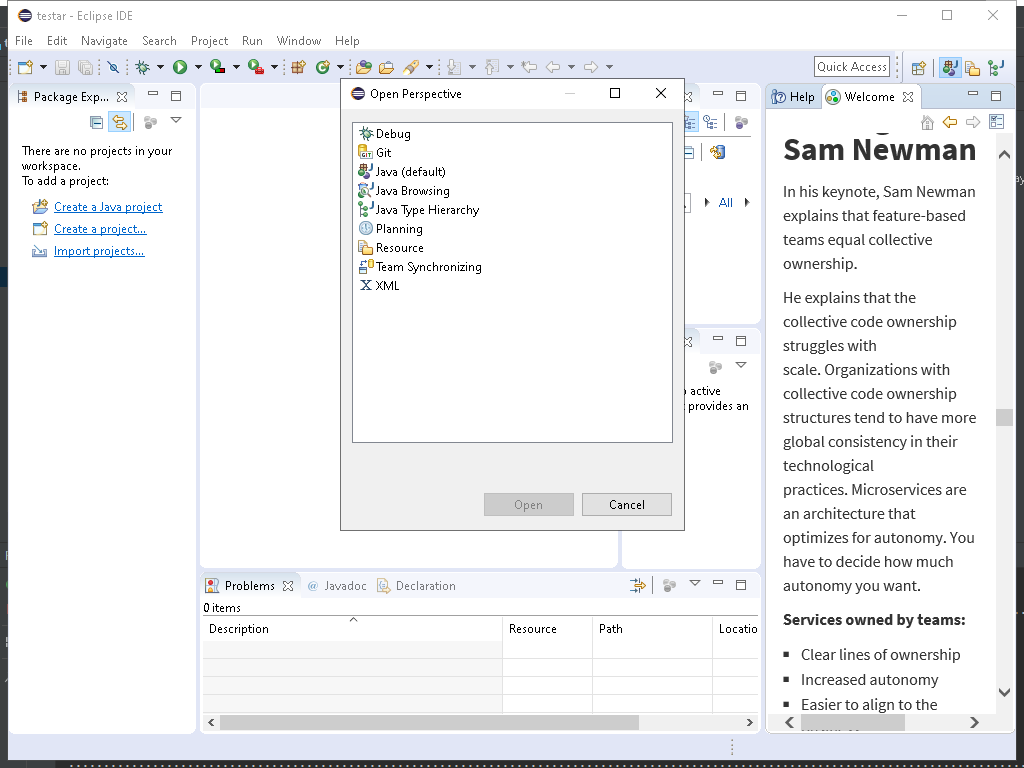 testar - Eclipse IDE
File Edit Navigate Search Project Run Window Help
Quick Access
Package Exp...
There are no projects in your
workspace.
To add a project:
Create a Java project
Create a project...
Import projects...
Open Perspective
Debug
GIT Git
Java (default)
Java Browsing
Java Type Hierarchy
Planning
Resource
Team Synchronizing
X XML
Open Cancel
All
active
provides an
Problems @ Javadoc Declaration
0 items
Description Resource Path Locatio
Help Welcome
Sam Newman
In his keynote, Sam Newman
explains that feature-based
teams equal collective
ownership.
He explains that the
collective code ownership
struggles with
scale. Organizations with
collective code ownership
structures tend to have more
global consistency in their
technological
practices. Microservices are
an architecture that
optimizes for autonomy. You
have to decide how much
autonomy you want.
Services owned by teams:
Clear lines of ownership
Increased autonomy
Easier to align to the